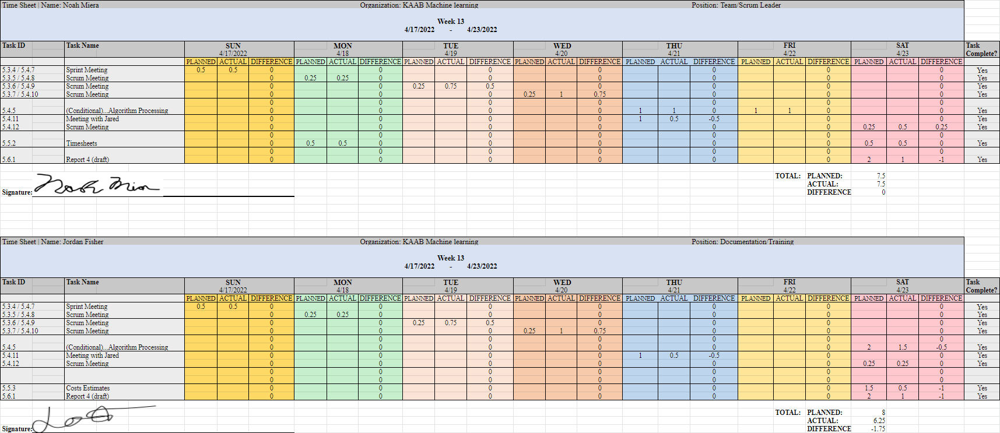 Time Sheet | Name: Noah Miera Organization: KAAB Machine learning Position: Team/Scrum Leader
Week 13
4/17/2022 - 4/23/2022
Task ID Task Name SUN MON TUE WED THU FRI SAT Task
4/17/2022 4/18 4/19 4/20 4/21 4/22 4/23 Complete?
PLANNED ACTUAL DIFFERENCE PLANNED ACTUAL DIFFERENCE PLANNED ACTUAL DIFFERENCE PLANNED ACTUAL DIFFERENCE PLANNED ACTUAL DIFFERENCE PLANNED ACTUAL DIFFERENCE PLANNED ACTUAL DIFFERENCE
5.3.4 / 5.4.7 Sprint Meeting 0.5 0.5 0 0 0 0 0 0 0 Yes
5.3.5 / 5.4.8 Scrum Meeting 0 0.25 0.25 0 0 0 0 0 0 Yes
5.3.6 / 5.4.9 Scrum Meeting 0 0 0.25 0.75 0.5 0 0 0 0 Yes
5.3.7 / 5.4.10 Scrum Meeting 0 0 0 0.25 1 0.75 0 0 0 Yes
0 0 0 0 0 0 0
5.4.5 (Conditional)...Algorithm Processing 0 0 0 0 1 1 0 1 1 0 0 Yes
5.4.11 Meeting with Jared 0 0 0 0 1 0.5 -0.5 0 0 Yes
5.4.12 Scrum Meeting 0 0 0 0 0 0 0.25 0.5 0.25 Yes
0 0 0 0 0 0 0
5.5.2 Timesheets 0 0.5 0.5 0 0 0 0 0 0.5 0.5 0 Yes
0 0 0 0 0 0 0
5.6.1 Report 4 (draft) 0 0 0 0 0 0 2 1 -1 Yes
TOTAL: PLANNED: 7.5
ACTUAL: 7.5
Signature: Noah Miera DIFFERENCE 0
Time Sheet | Name: Jordan Fisher Organization: KAAB Machine learning Position: Documentation/Training
Week 13
4/17/2022 - 4/23/2022
Task ID Task Name SUN MON TUE WED THU FRI SAT Task
4/17/2022 4/18 4/19 4/20 4/21 4/22 4/23 Complete?
PLANNED ACTUAL DIFFERENCE PLANNED ACTUAL DIFFERENCE PLANNED ACTUAL DIFFERENCE PLANNED ACTUAL DIFFERENCE PLANNED ACTUAL DIFFERENCE PLANNED ACTUAL DIFFERENCE PLANNED ACTUAL DIFFERENCE
5.3.4 / 5.4.7 Sprint Meeting 0.5 0.5 0 0 0 0 0 0 0 Yes
5.3.5 / 5.4.8 Scrum Meeting 0 0.25 0.25 0 0 0 0 0 0 Yes
5.3.6 / 5.4.9 Scrum Meeting 0 0 0.25 0.75 0.5 0 0 0 0 Yes
5.3.7 / 5.4.10 Scrum Meeting 0 0 0 0.25 1 0.75 0 0 0 Yes
0 0 0 0 0 0 0
5.4.5 (Conditional)...Algorithm Processing 0 0 0 0 0 0 2 1.5 -0.5 Yes
5.4.11 Meeting with Jared 0 0 0 0 1 0.5 -0.5 0 0 Yes
5.4.12 Scrum Meeting 0 0 0 0 0 0 0.25 0.25 0 Yes
0 0 0 0 0 0 0
0 0 0 0 0 0 0
5.5.3 Costs Estimates 0 0 0 0 0 0 1.5 0.5 -1 Yes
5.6.1 Report 4 (draft) 0 0 0 0 0 0 2 1 -1 Yes
TOTAL: PLANNED: 8
ACTUAL: 6.25
Signature: DIFFERENCE -1.75